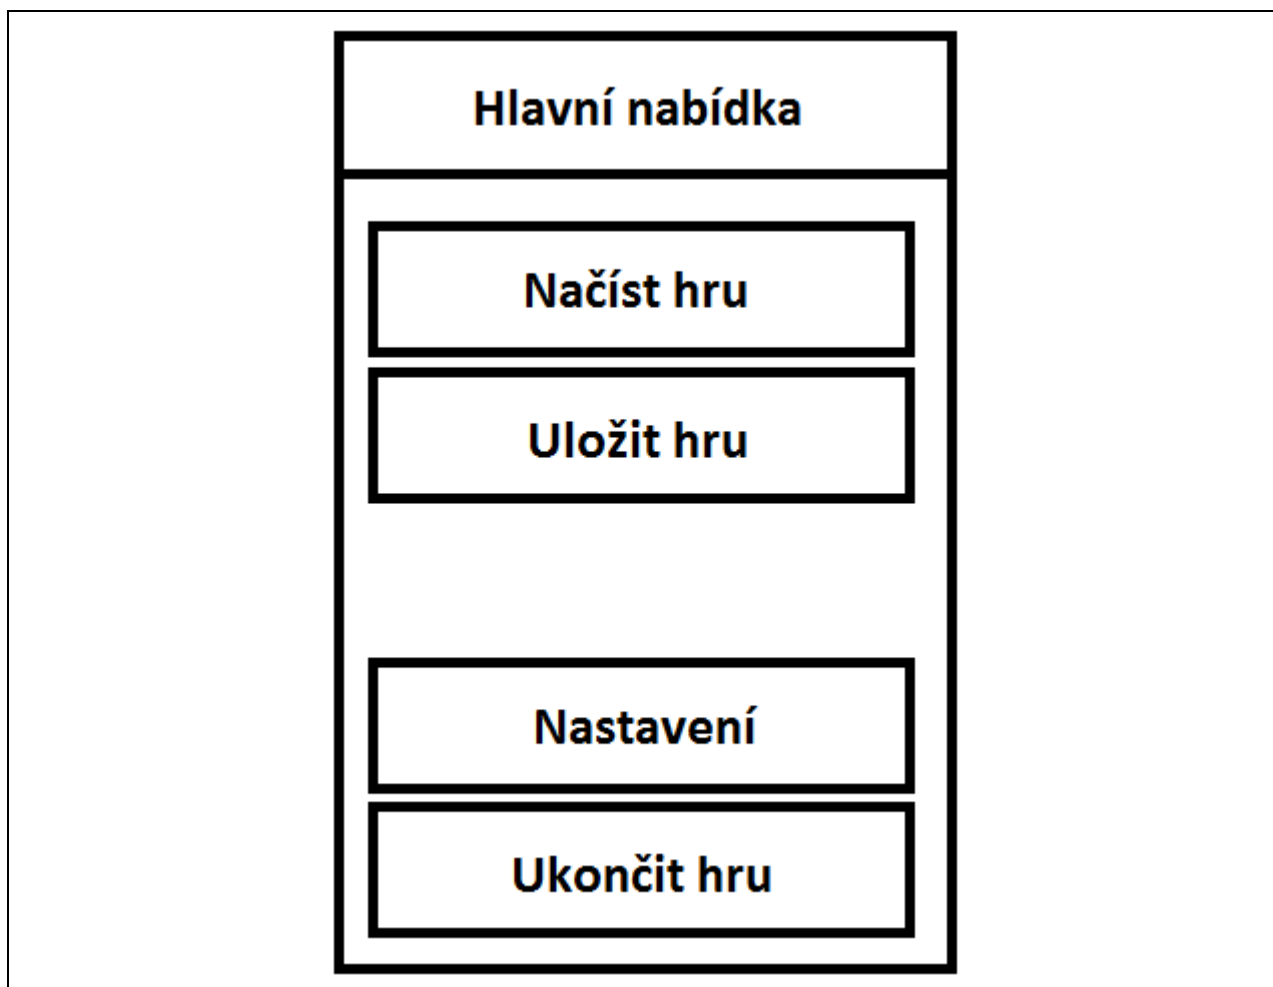 Hlavní nabídka
Načíst hru
Uložit hru
Nastavení
Ukončit hru